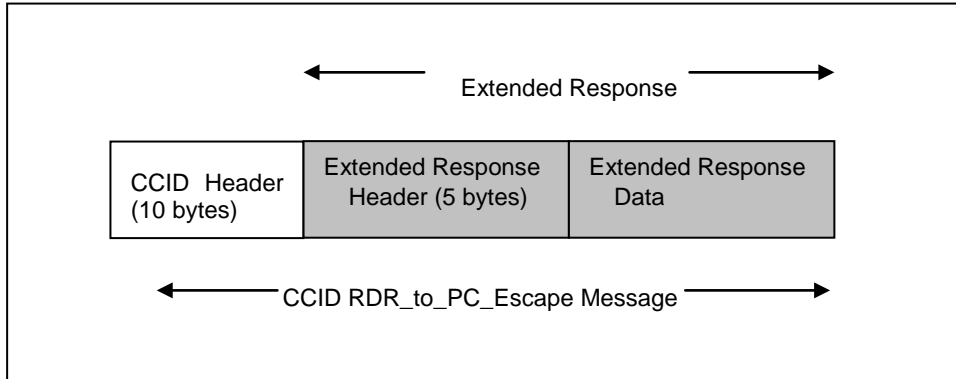 Extended Response
CCID Header
(10 bytes)
Extended Response
Header (5 bytes)
Extended Response
Data
CCID RDR_to_PC_Escape Message